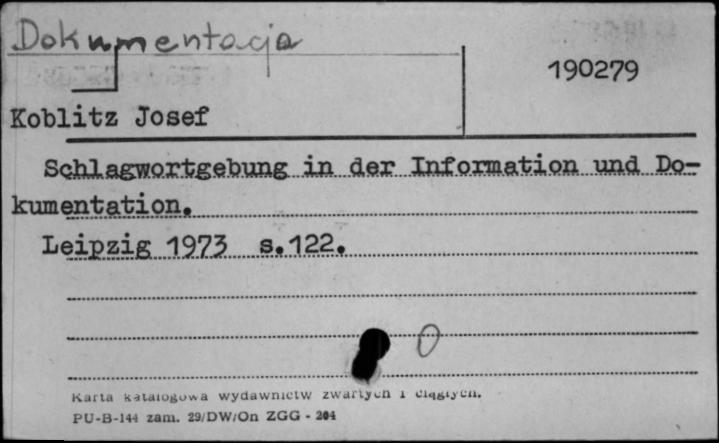 Dokumentacja
190279
Koblitz Josef
Schlagwortgebung in der Information und Do-
kumentation.
Leipzig 1973 s.122.
0
Karta katalogowa wydawnictw zwartych i ciągłych.
PU-B-144 zam. 29/DW/On ZGG - 204